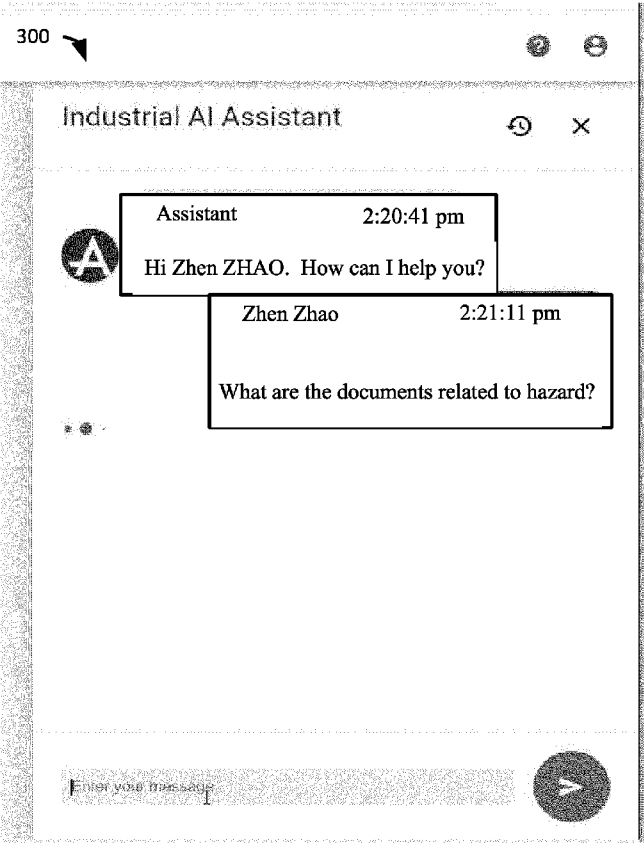 300
Industrial AI Assistant
Assistant 2:20:41 pm
Hi Zhen ZHAO. How can I help you?
Zhen Zhao 2:21:11 pm
What are the documents related to hazard?
Enter your message